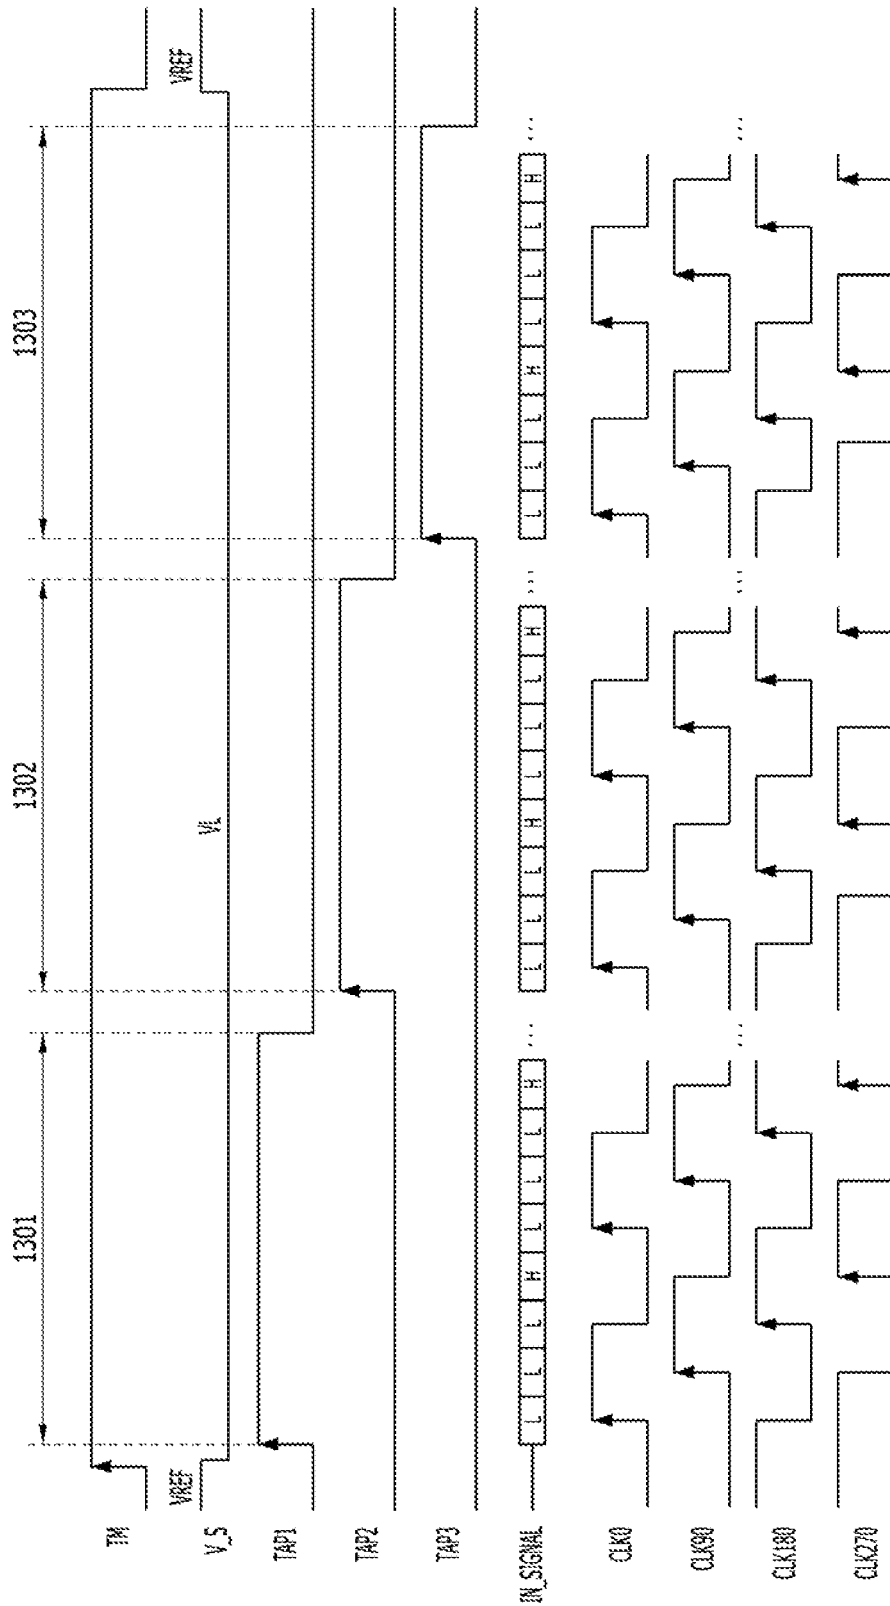 1301 1302 1303
TM
V_S VREF VL VREF
TAP1
TAP2
TAP3
IN_SIGNAL L L L H L L L H ... L L L H L L L H ... L L L H L L L H ...
CLK0
CLK90
... ... ...
CLK180
CLK270